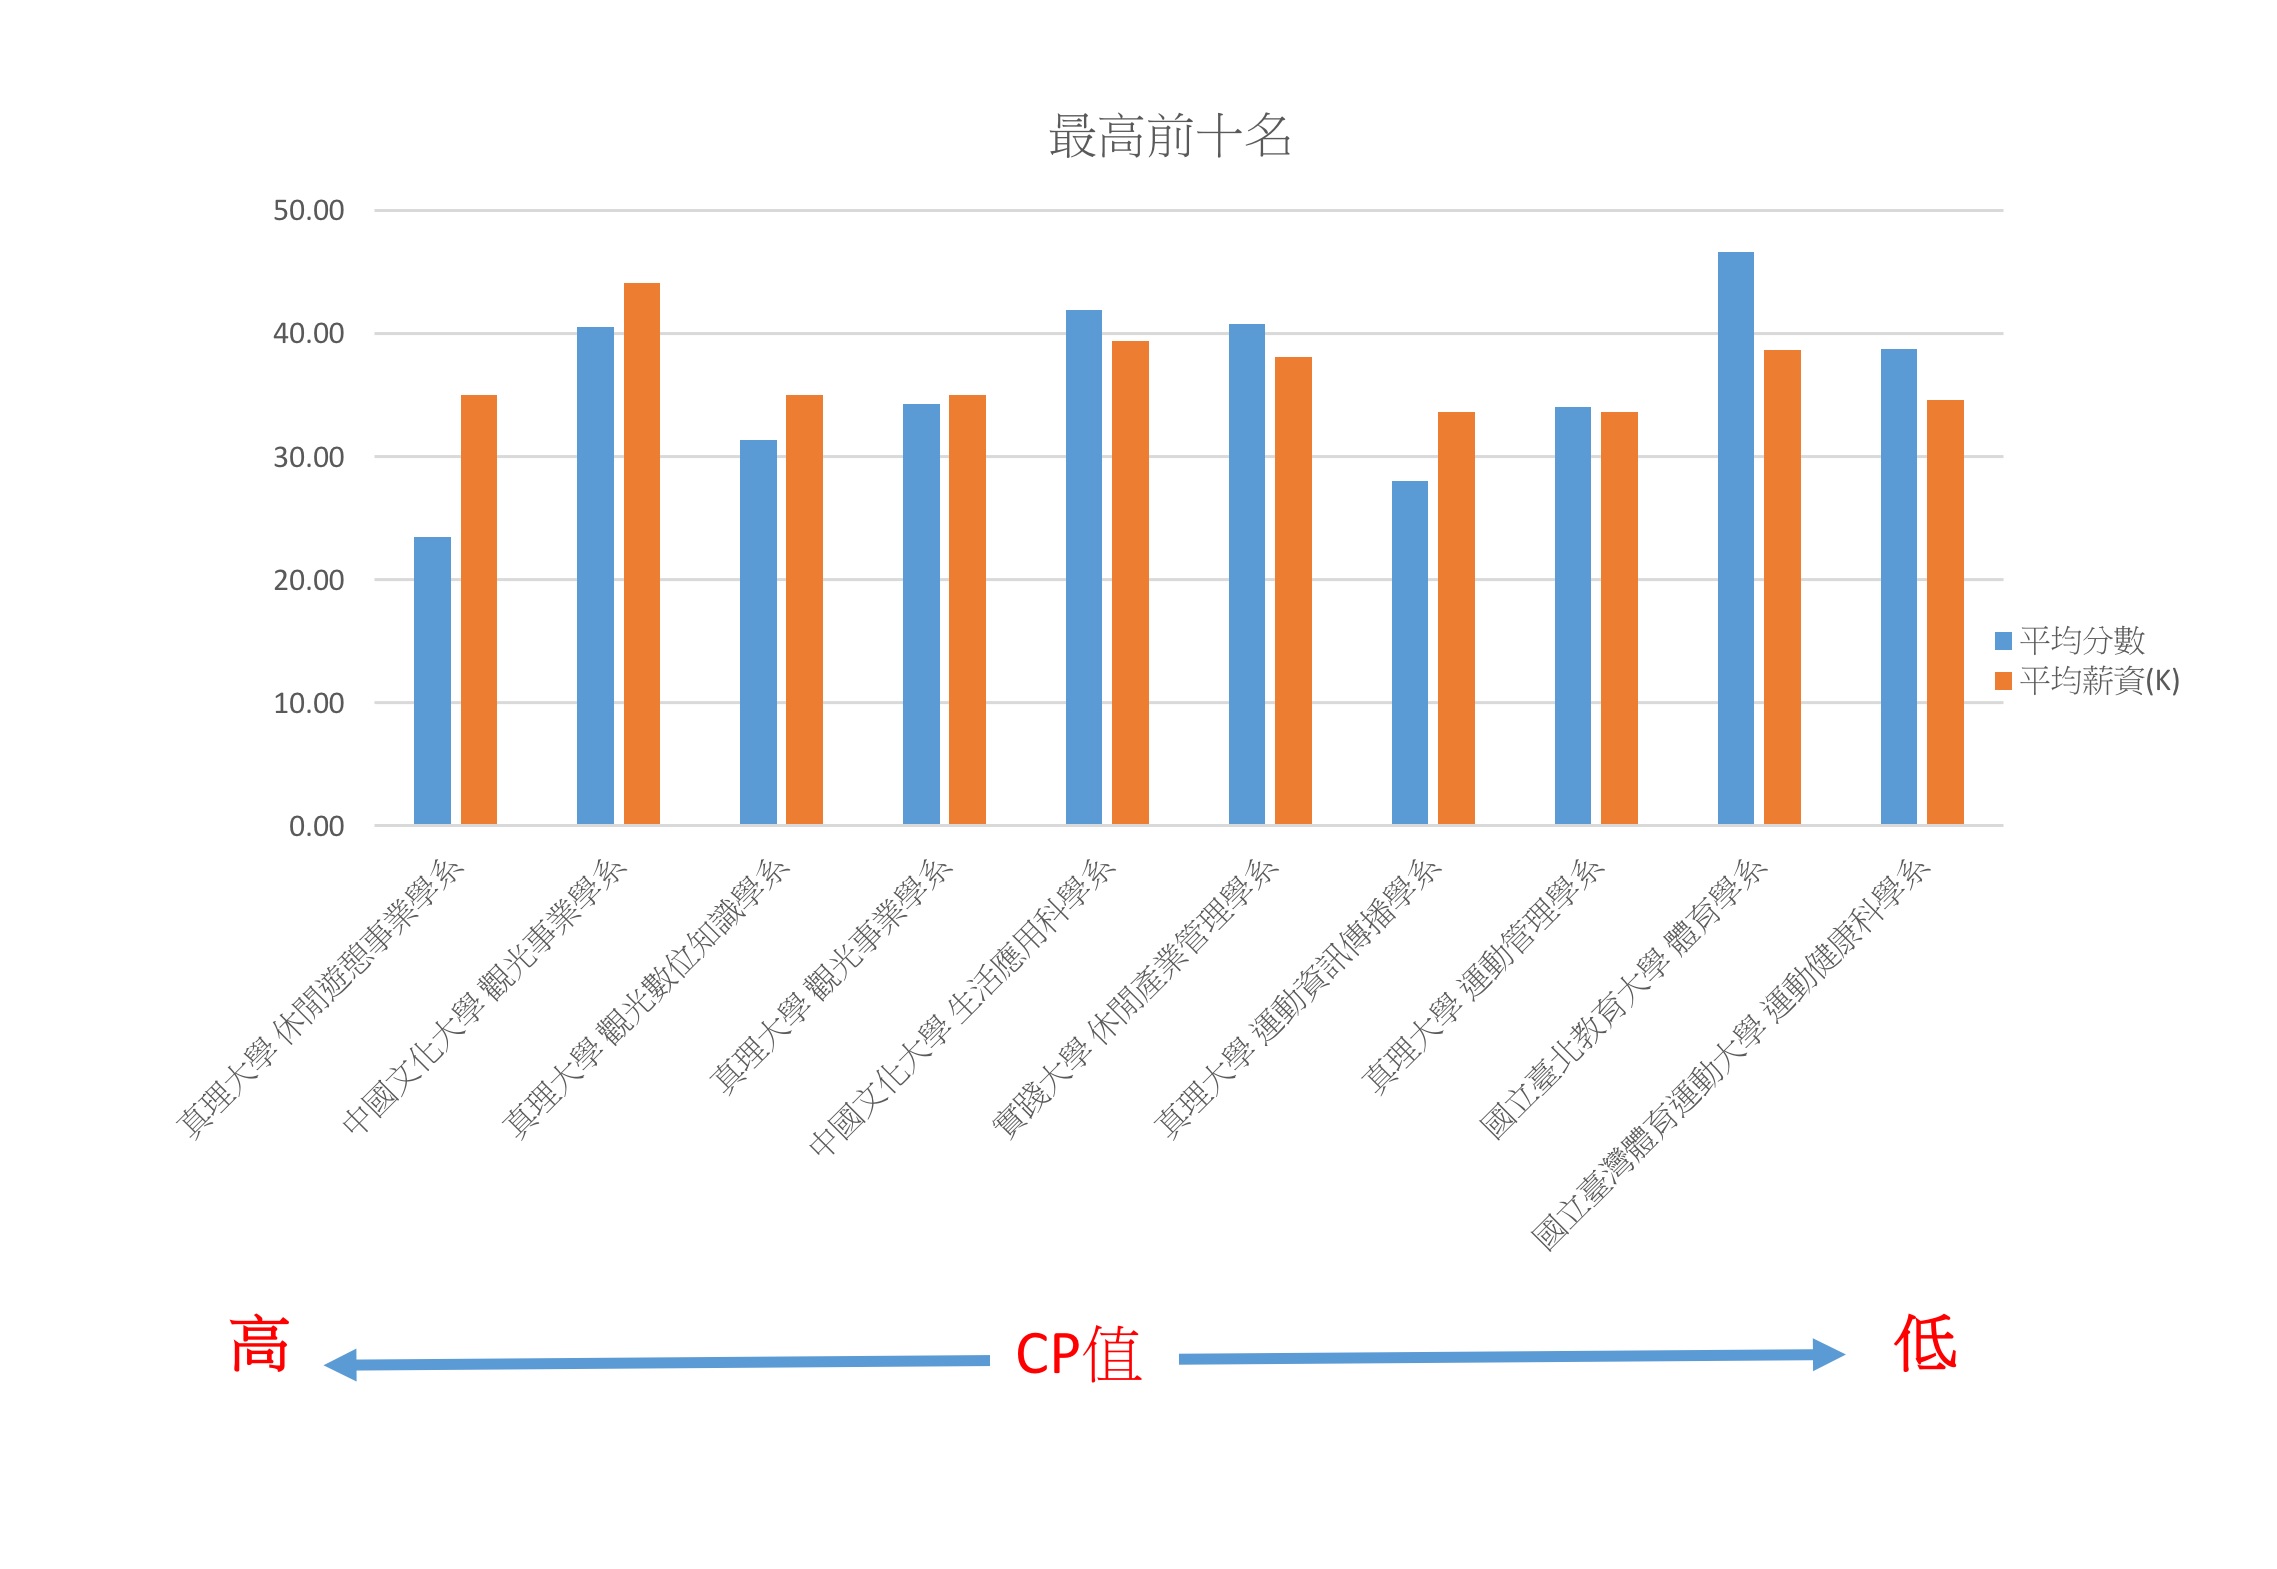 最高前十名
50.00
40.00
30.00
20.00
10.00
0.00
平均分數
平均薪資(K)
真理大學 休閒遊憩事業學系
中國文化大學 觀光事業學系
真理大學 觀光數位知識學系
真理大學 觀光事業學系
中國文化大學 生活應用科學系
實踐大學 休閒產業管理學系
真理大學 運動資訊傳播學系
真理大學 運動管理學系
國立臺北教育大學 體育學系
國立臺灣體育運動大學 運動健康科學系
高
CP值
低